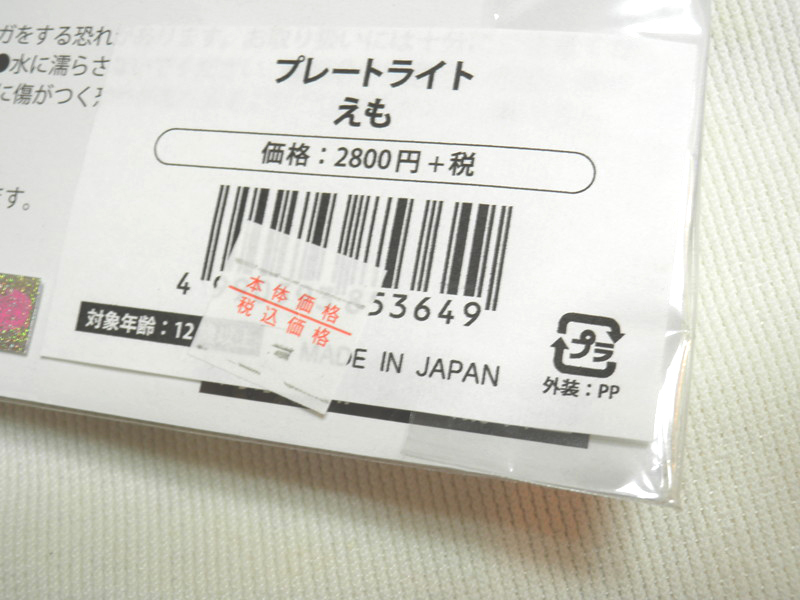 ガをする恐れ
●水に濡らさ
に傷がつく
ます。
プレートライト
えも
価格：2800円+税
4
53649
本体価格
税込価格
対象年齢：12
MADE IN JAPAN
プラ
外装：PP